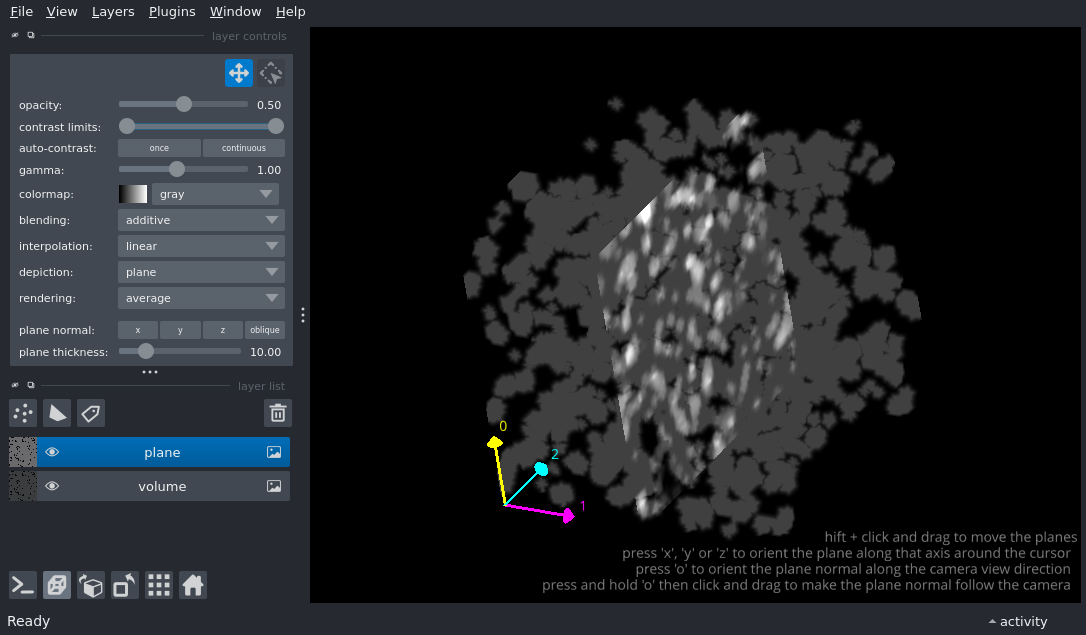 File View Layers Plugins Window Help
layer controls
opacity: 0.50
contrast limits:
auto-contrast: once continuous
gamma: 1.00
colormap: gray
blending: additive
interpolation: linear
depiction: plane
rendering: average
plane normal: x y z oblique
plane thickness: 10.00
layer list
plane
volume
0
2
1
hift + click and drag to move the planes
press 'x', 'y' or 'z' to orient the plane along that axis around the cursor
press 'o' to orient the plane normal along the camera view direction
press and hold 'o' then click and drag to make the plane normal follow the camera
Ready
activity